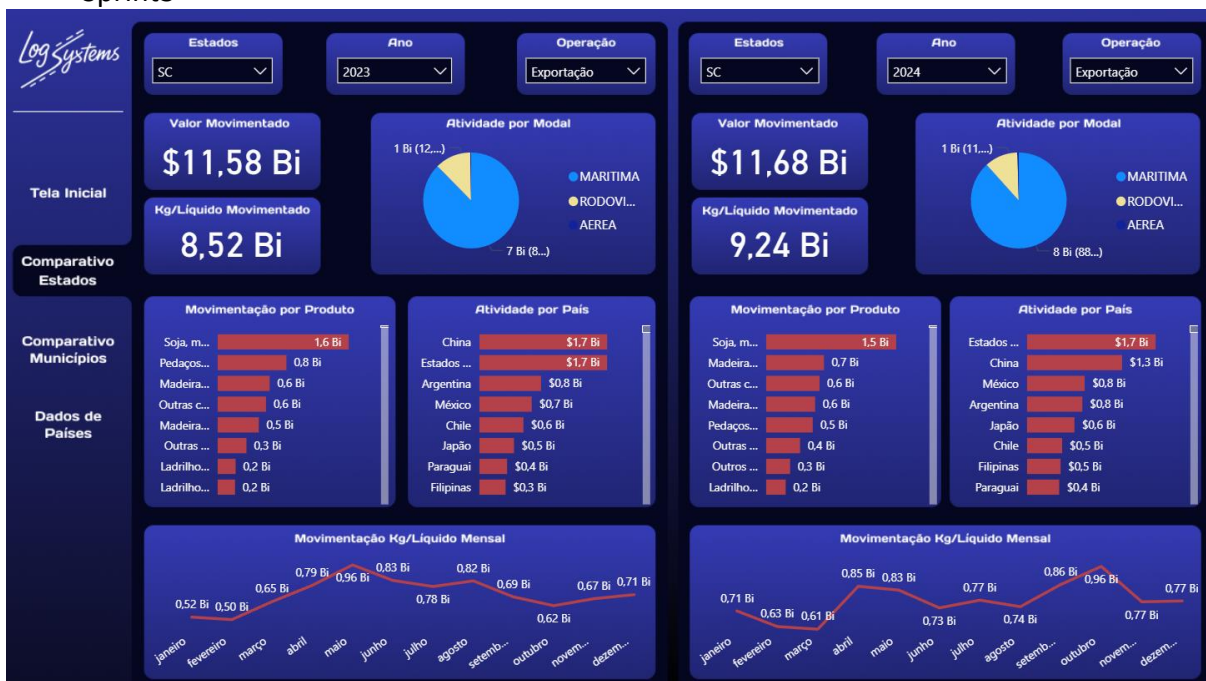 Sprints
Log Systems
Tela Inicial
Comparativo
Estados
Comparativo
Municípios
Dados de
Países
Estados
SC
Ano
2023
Operação
Exportação
Valor Movimentado
$11,58 Bi
Kg/Líquido Movimentado
8,52 Bi
Atividade por Modal
1 Bi (12,...)
7 Bi (8...)
MARITIMA
RODOVI...
AEREA
Movimentação por Produto
Soja, m... 1,6 Bi
Pedaços... 0,8 Bi
Madeira... 0,6 Bi
Outras c... 0,6 Bi
Madeira... 0,5 Bi
Outras ... 0,3 Bi
Ladrilho... 0,2 Bi
Ladrilho... 0,2 Bi
Atividade por País
China $1,7 Bi
Estados ... $1,7 Bi
Argentina $0,8 Bi
México $0,7 Bi
Chile $0,6 Bi
Japão $0,5 Bi
Paraguai $0,4 Bi
Filipinas $0,3 Bi
Movimentação Kg/Líquido Mensal
0,52 Bi 0,50 Bi 0,65 Bi 0,79 Bi 0,96 Bi 0,83 Bi 0,78 Bi 0,82 Bi 0,69 Bi 0,62 Bi 0,67 Bi 0,71 Bi
janeiro fevereiro março abril maio junho julho agosto setemb... outubro novem... dezem...
Estados
SC
Ano
2024
Operação
Exportação
Valor Movimentado
$11,68 Bi
Kg/Líquido Movimentado
9,24 Bi
Atividade por Modal
1 Bi (11,...)
8 Bi (88...)
MARITIMA
RODOVI...
AEREA
Movimentação por Produto
Soja, m... 1,5 Bi
Madeira... 0,7 Bi
Outras c... 0,6 Bi
Madeira... 0,6 Bi
Pedaços... 0,5 Bi
Outras ... 0,4 Bi
Outros ... 0,3 Bi
Ladrilho... 0,2 Bi
Atividade por País
Estados ... $1,7 Bi
China $1,3 Bi
México $0,8 Bi
Argentina $0,8 Bi
Japão $0,6 Bi
Chile $0,5 Bi
Filipinas $0,5 Bi
Paraguai $0,4 Bi
Movimentação Kg/Líquido Mensal
0,71 Bi 0,63 Bi 0,61 Bi 0,85 Bi 0,83 Bi 0,73 Bi 0,77 Bi 0,74 Bi 0,86 Bi 0,96 Bi 0,77 Bi 0,77 Bi
janeiro fevereiro março abril maio junho julho agosto setemb... outubro novem... dezem...